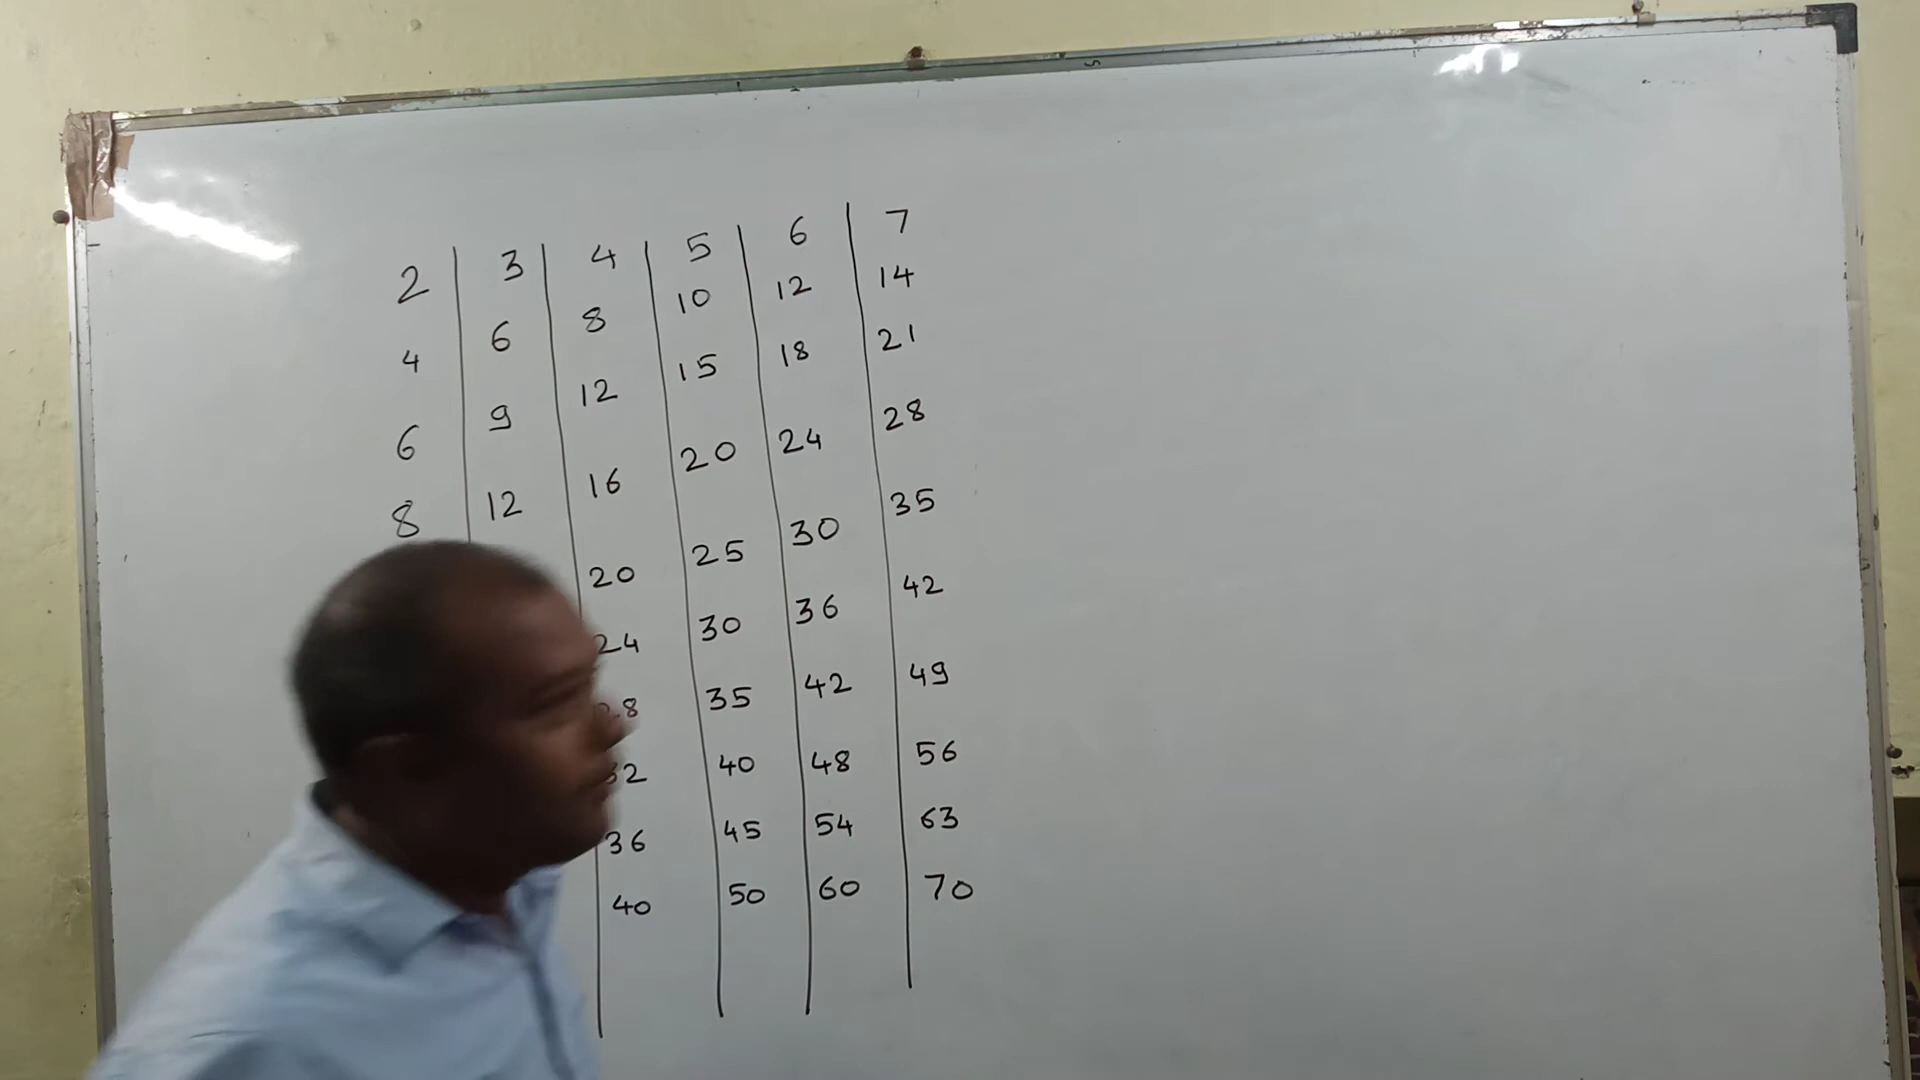 2 3 4 5 6 7
4 6 8 10 12 14
6 9 12 15 18 21
8 12 16 20 24 28
20 25 30 35
24 30 36 42
28 35 42 49
32 40 48 56
36 45 54 63
40 50 60 70